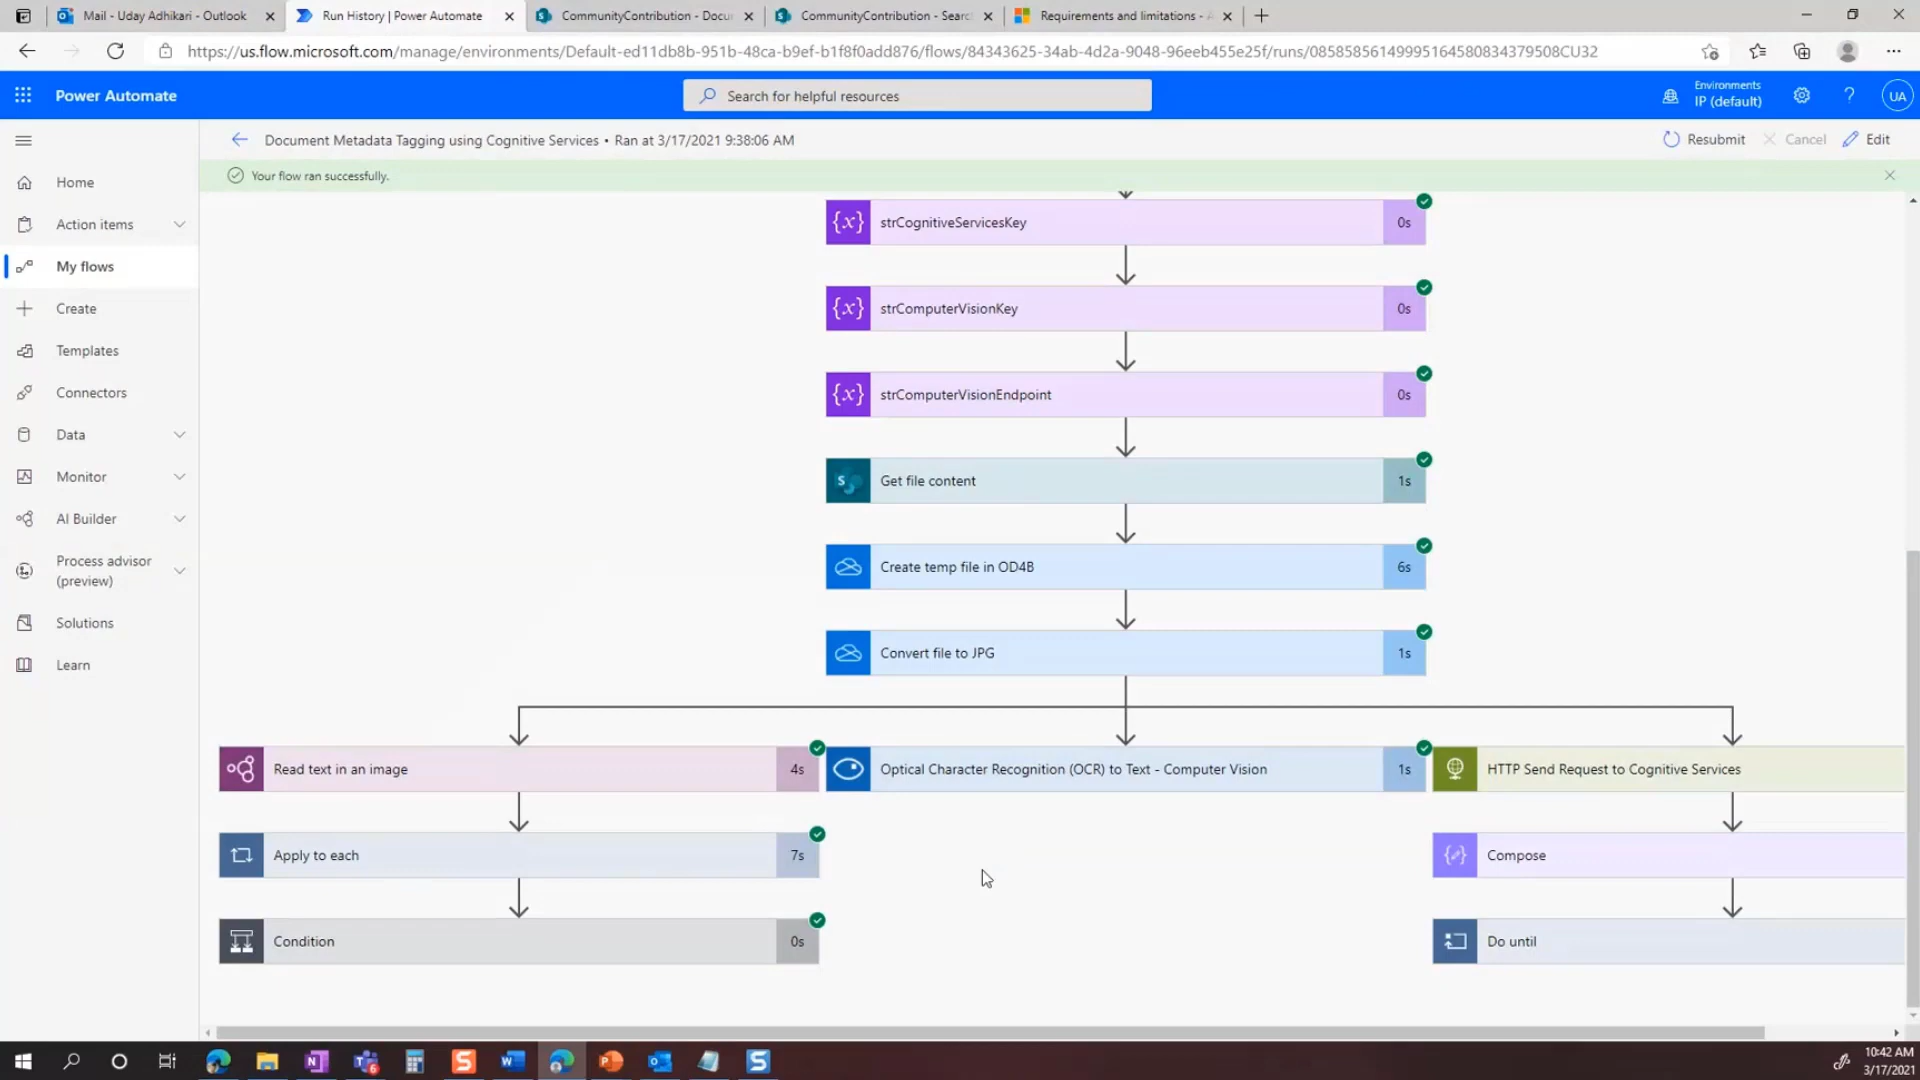 Mail - Uday Adhikari - Outlook
Run History | Power Automate
CommunityContribution - Docu
CommunityContribution - Searc
Requirements and limitations - A
https://us.flow.microsoft.com/manage/environments/Default-ed11db8b-951b-48ca-b9ef-b1f8f0add876/flows/84343625-34ab-4d2a-9048-96eeb455e25f/runs/08585856149995164580834379508CU32
Power Automate
Search for helpful resources
Environments
IP (default)
?
UA
Document Metadata Tagging using Cognitive Services • Ran at 3/17/2021 9:38:06 AM
Resubmit
Cancel
Edit
Your flow ran successfully.
Home
Action items
My flows
Create
Templates
Connectors
Data
Monitor
AI Builder
Process advisor
(preview)
Solutions
Learn
{x} strCognitiveServicesKey 0s
{x} strComputerVisionKey 0s
{x} strComputerVisionEndpoint 0s
S Get file content 1s
Create temp file in OD4B 6s
Convert file to JPG 1s
Read text in an image 4s
Optical Character Recognition (OCR) to Text - Computer Vision 1s
HTTP Send Request to Cognitive Services
Apply to each 7s
Compose
Condition 0s
Do until
10:42 AM
3/17/2021